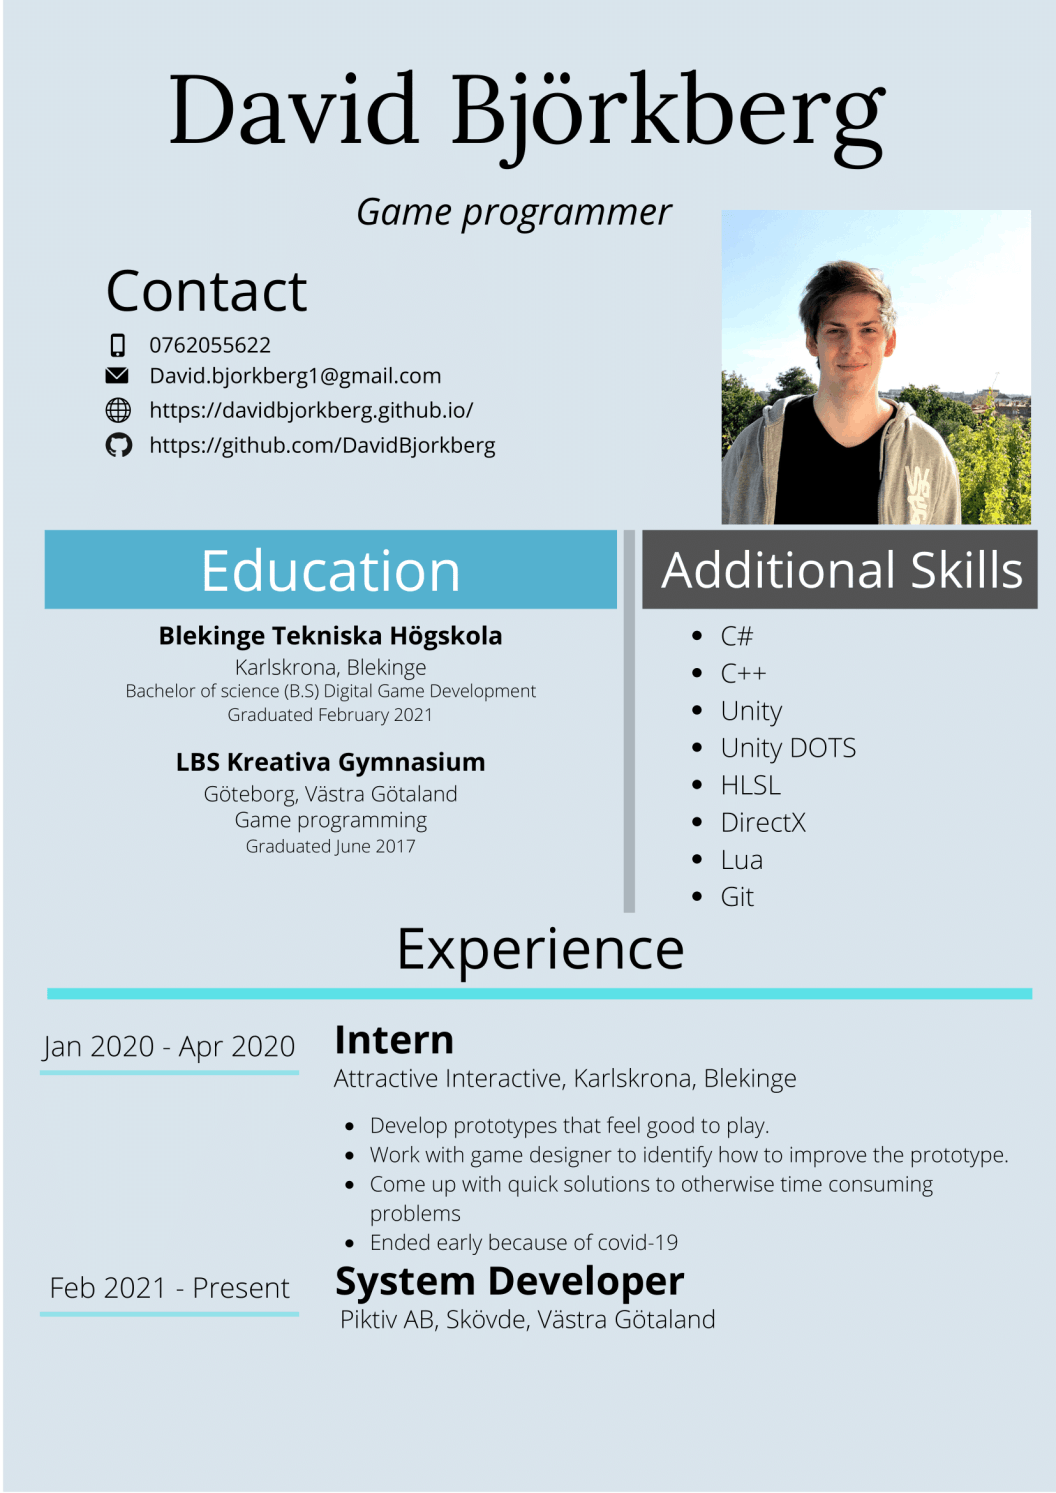 David Björkberg
Game programmer
Contact
0762055622
David.bjorkberg1@gmail.com
https://davidbjorkberg.github.io/
https://github.com/DavidBjorkberg
Education
Blekinge Tekniska Högskola
Karlskrona, Blekinge
Bachelor of science (B.S) Digital Game Development
Graduated February 2021
LBS Kreativa Gymnasium
Göteborg, Västra Götaland
Game programming
Graduated June 2017
Additional Skills
C#
C++
Unity
Unity DOTS
HLSL
DirectX
Lua
Git
Experience
Jan 2020 - Apr 2020
Intern
Attractive Interactive, Karlskrona, Blekinge
Develop prototypes that feel good to play.
Work with game designer to identify how to improve the prototype.
Come up with quick solutions to otherwise time consuming
problems
Ended early because of covid-19
Feb 2021 - Present
System Developer
Piktiv AB, Skövde, Västra Götaland